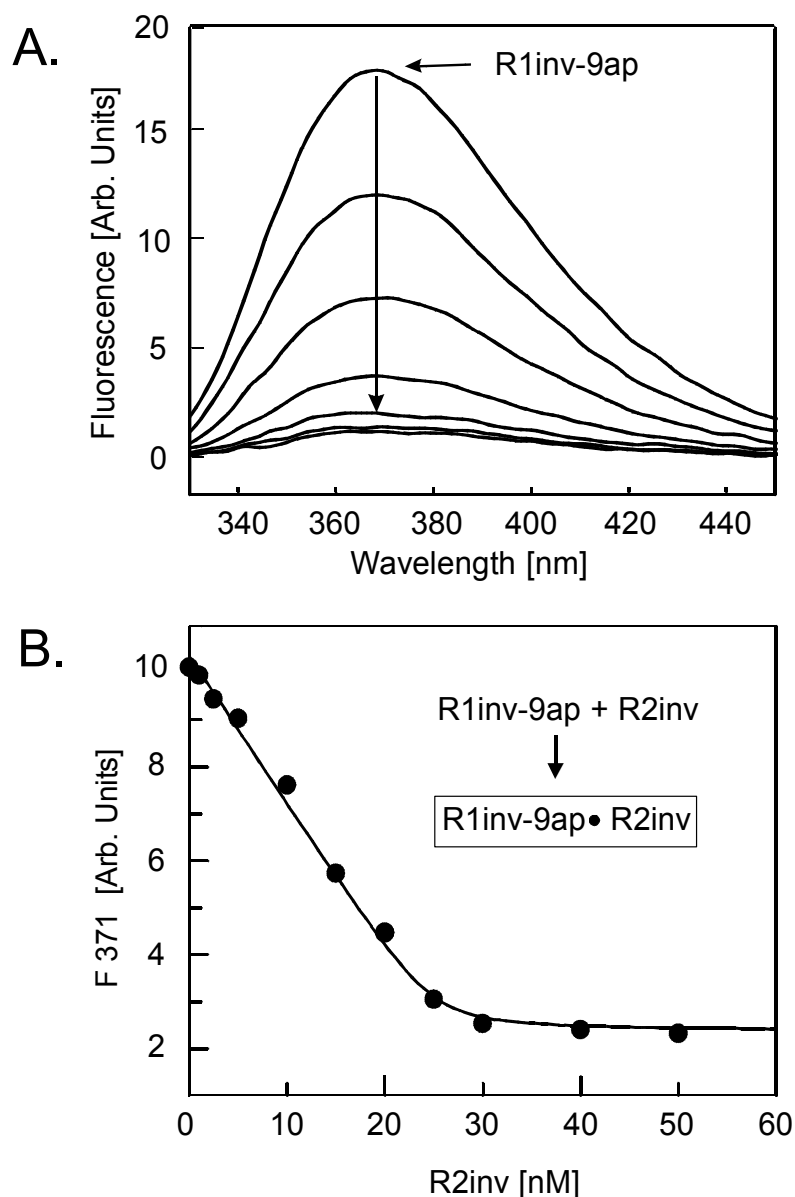 A.
20
15
10
5
0
Fluorescence [Arb. Units]
R1inv-9ap
340 360 380 400 420 440
Wavelength [nm]
B.
10
8
6
4
2
F 371 [Arb. Units]
R1inv-9ap + R2inv
R1inv-9ap • R2inv
0 10 20 30 40 50 60
R2inv [nM]